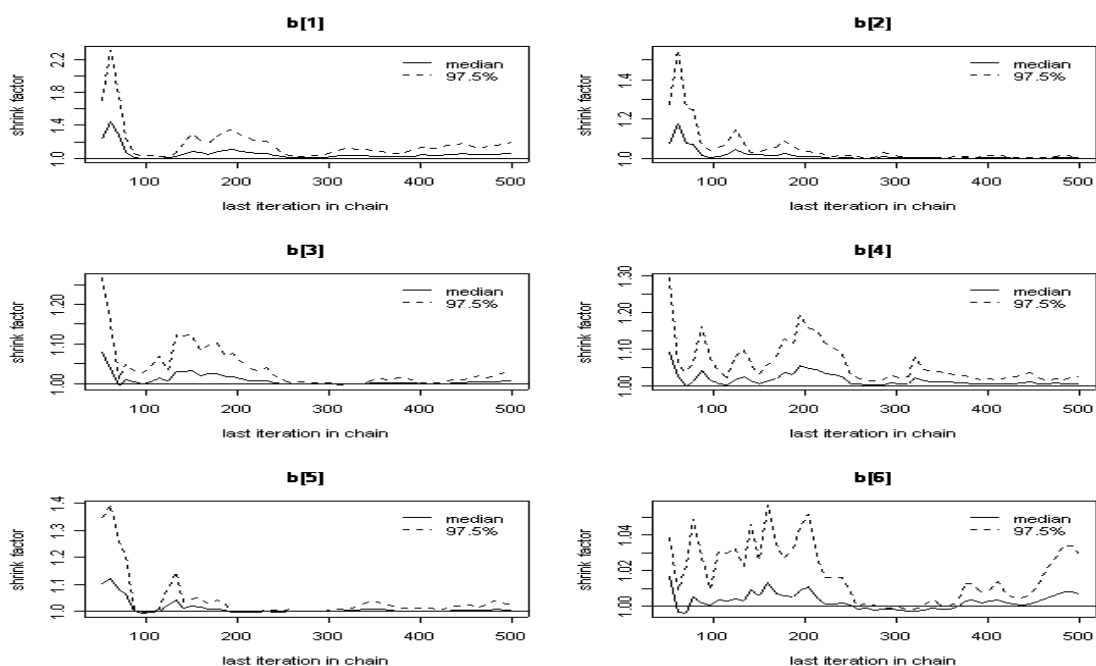 b[1]
shrink factor
1.0 1.4 1.8 2.2
median
97.5%
100 200 300 400 500
last iteration in chain
b[2]
shrink factor
1.0 1.2 1.4
median
97.5%
100 200 300 400 500
last iteration in chain
b[3]
shrink factor
1.00 1.10 1.20
median
97.5%
100 200 300 400 500
last iteration in chain
b[4]
shrink factor
1.00 1.05 1.10 1.15 1.20 1.25 1.30
median
97.5%
100 200 300 400 500
last iteration in chain
b[5]
shrink factor
1.0 1.1 1.2 1.3 1.4
median
97.5%
100 200 300 400 500
last iteration in chain
b[6]
shrink factor
1.00 1.02 1.04
median
97.5%
100 200 300 400 500
last iteration in chain